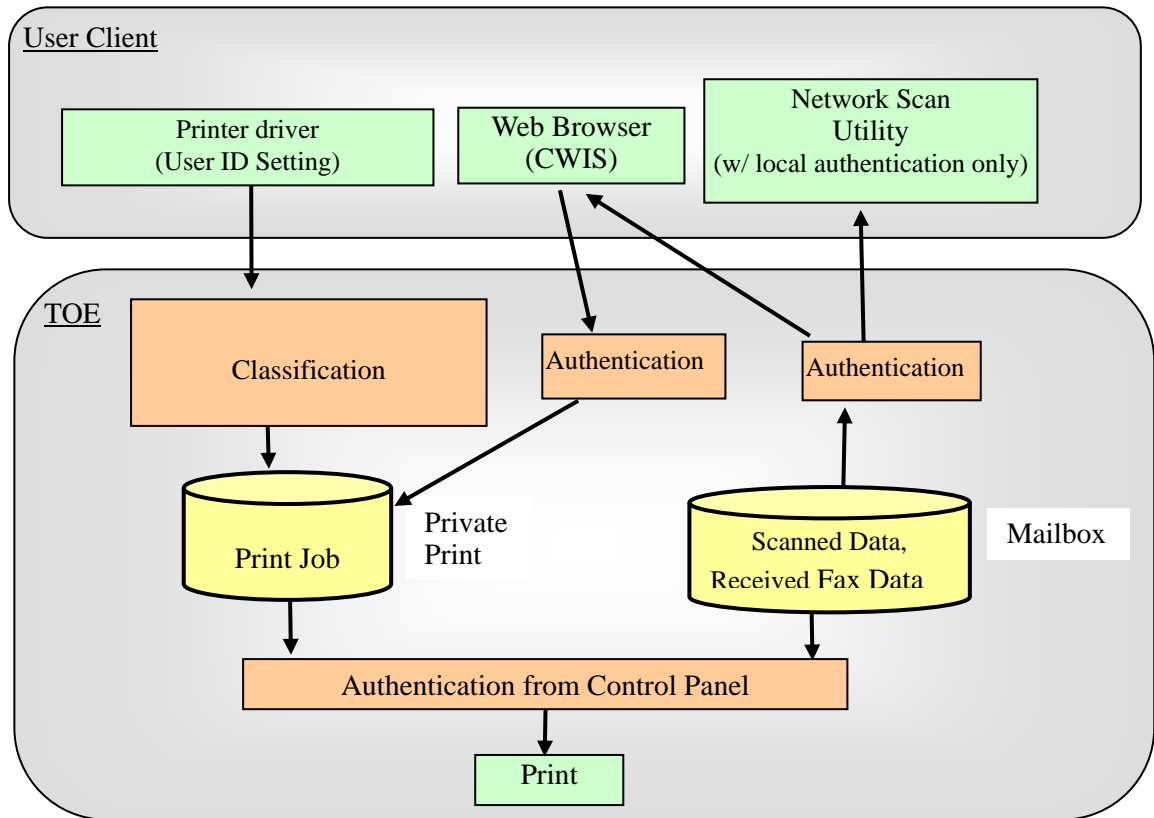 User Client
Printer driver
(User ID Setting)
Web Browser
(CWIS)
Network Scan
Utility
(w/ local authentication only)
TOE
Classification
Authentication
Authentication
Print Job
Private
Print
Scanned Data,
Received Fax Data
Mailbox
Authentication from Control Panel
Print